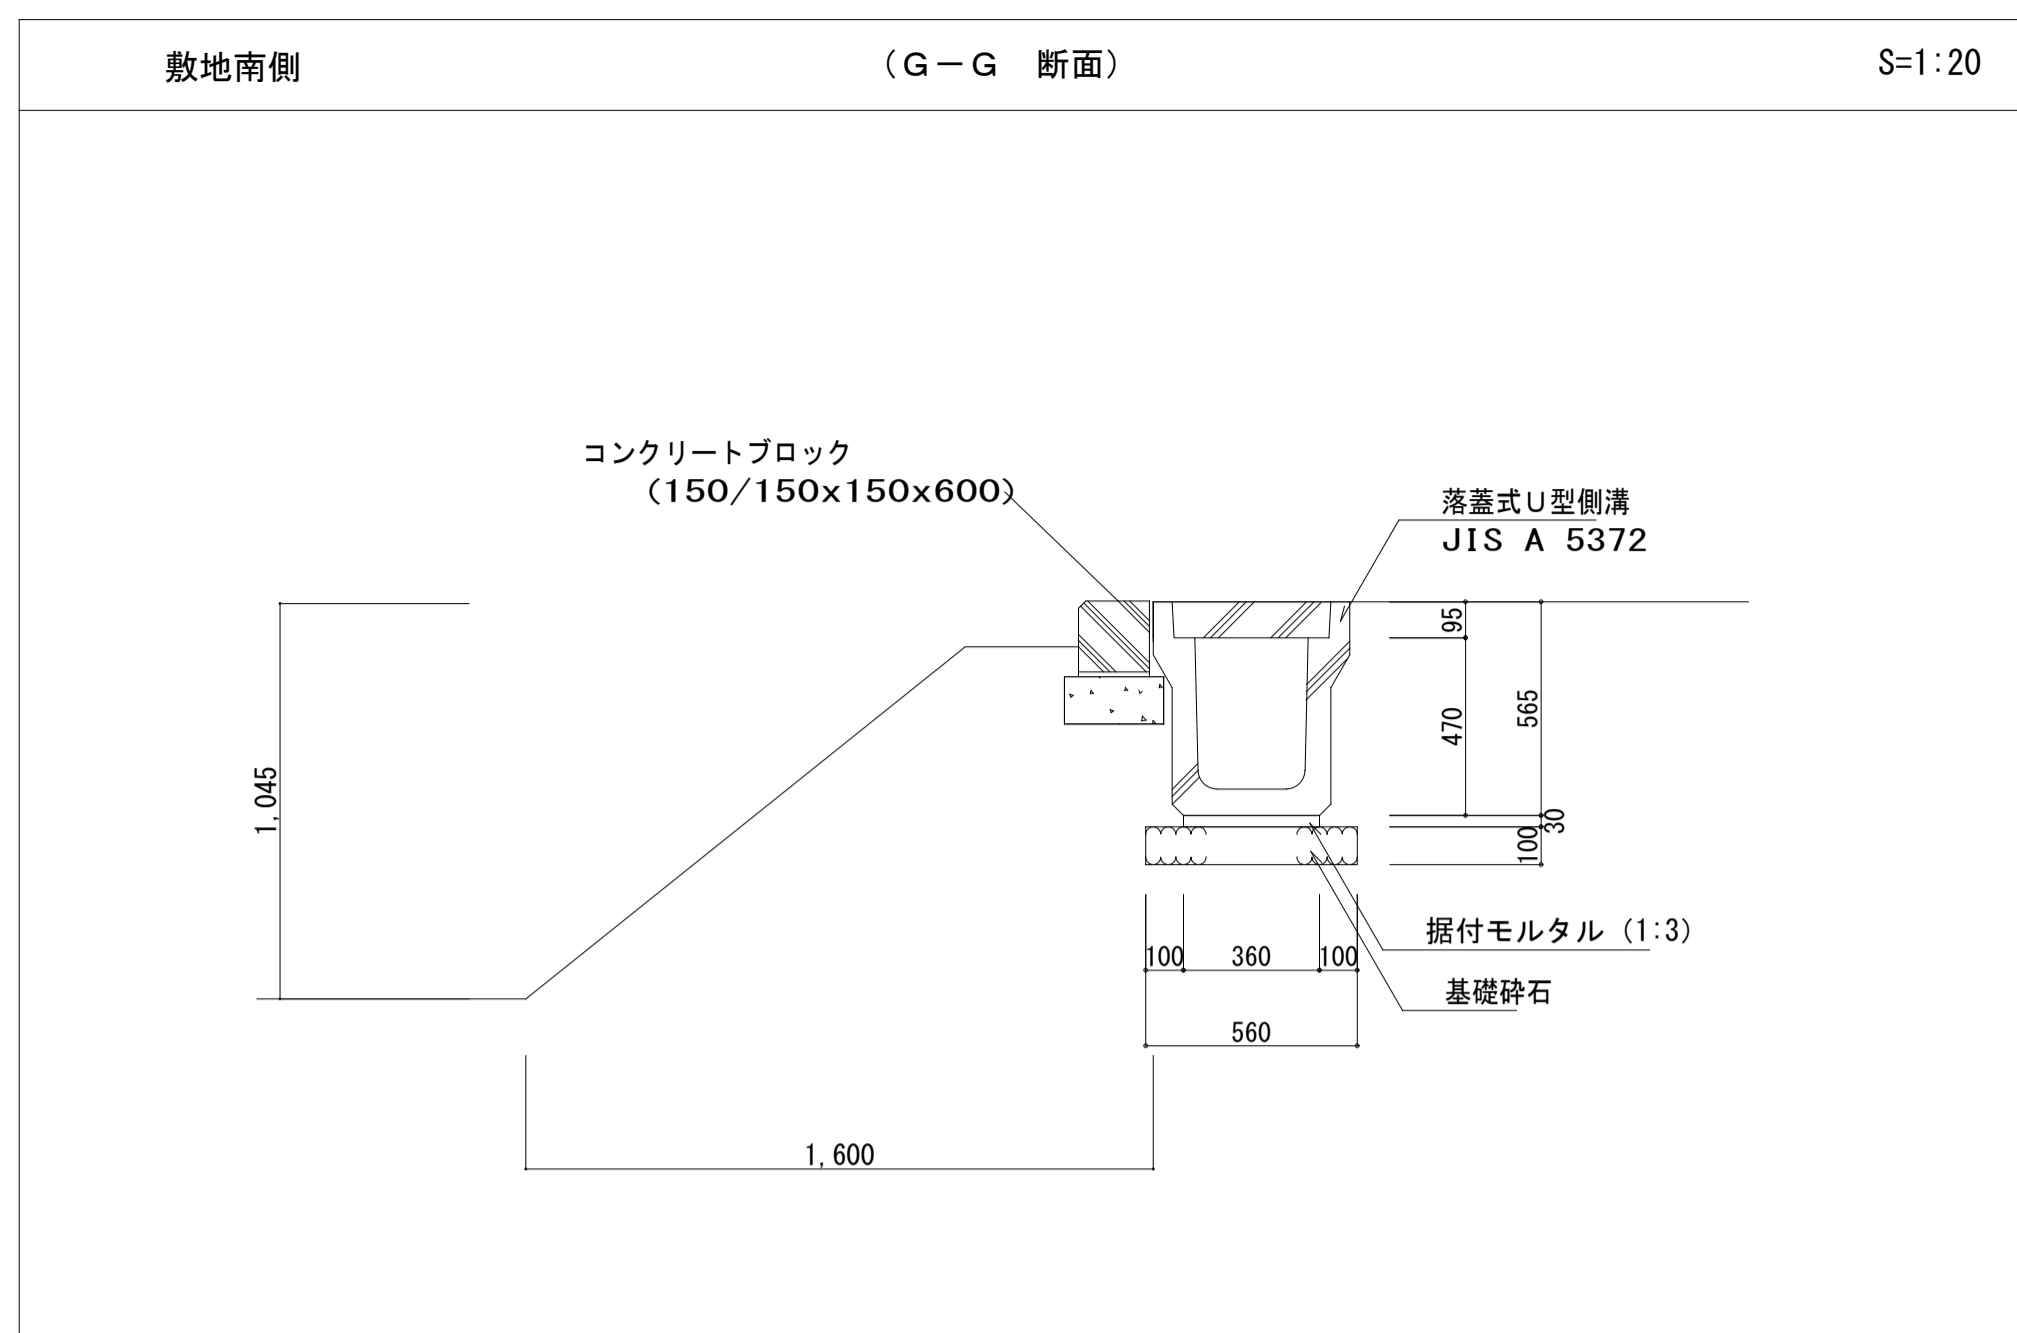 敷地南側
（Ｇ－Ｇ　断面）
S=1:20
コンクリートブロック
（150/150x150x600）
落蓋式Ｕ型側溝
JIS A 5372
95
470
565
30
100
1,045
据付モルタル (1:3)
基礎砕石
100
360
100
560
1,600